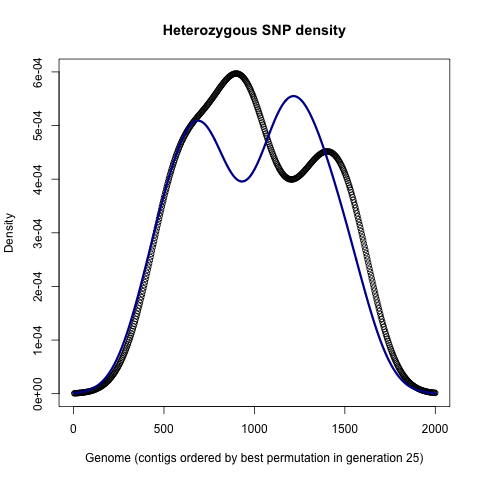 Heterozygous SNP density
6e-04
5e-04
4e-04
3e-04
2e-04
1e-04
0e+00
Density
0 500 1000 1500 2000
Genome (contigs ordered by best permutation in generation 25)